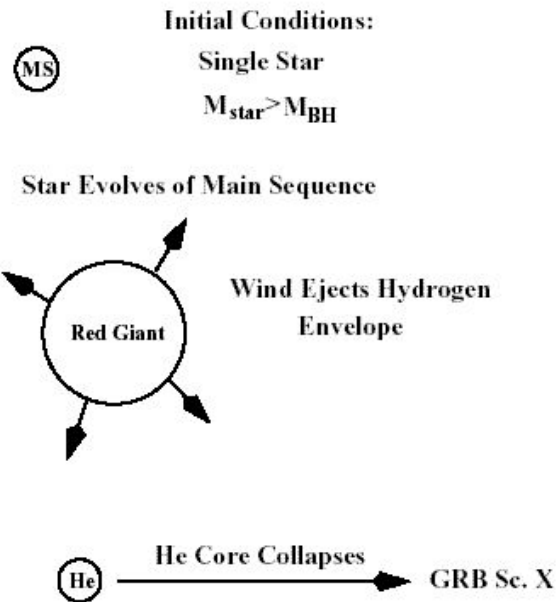 Initial Conditions:
MS
Single Star
Mstar>MBH
Star Evolves of Main Sequence
Red Giant
Wind Ejects Hydrogen
Envelope
He Core Collapses
He
GRB Sc. X